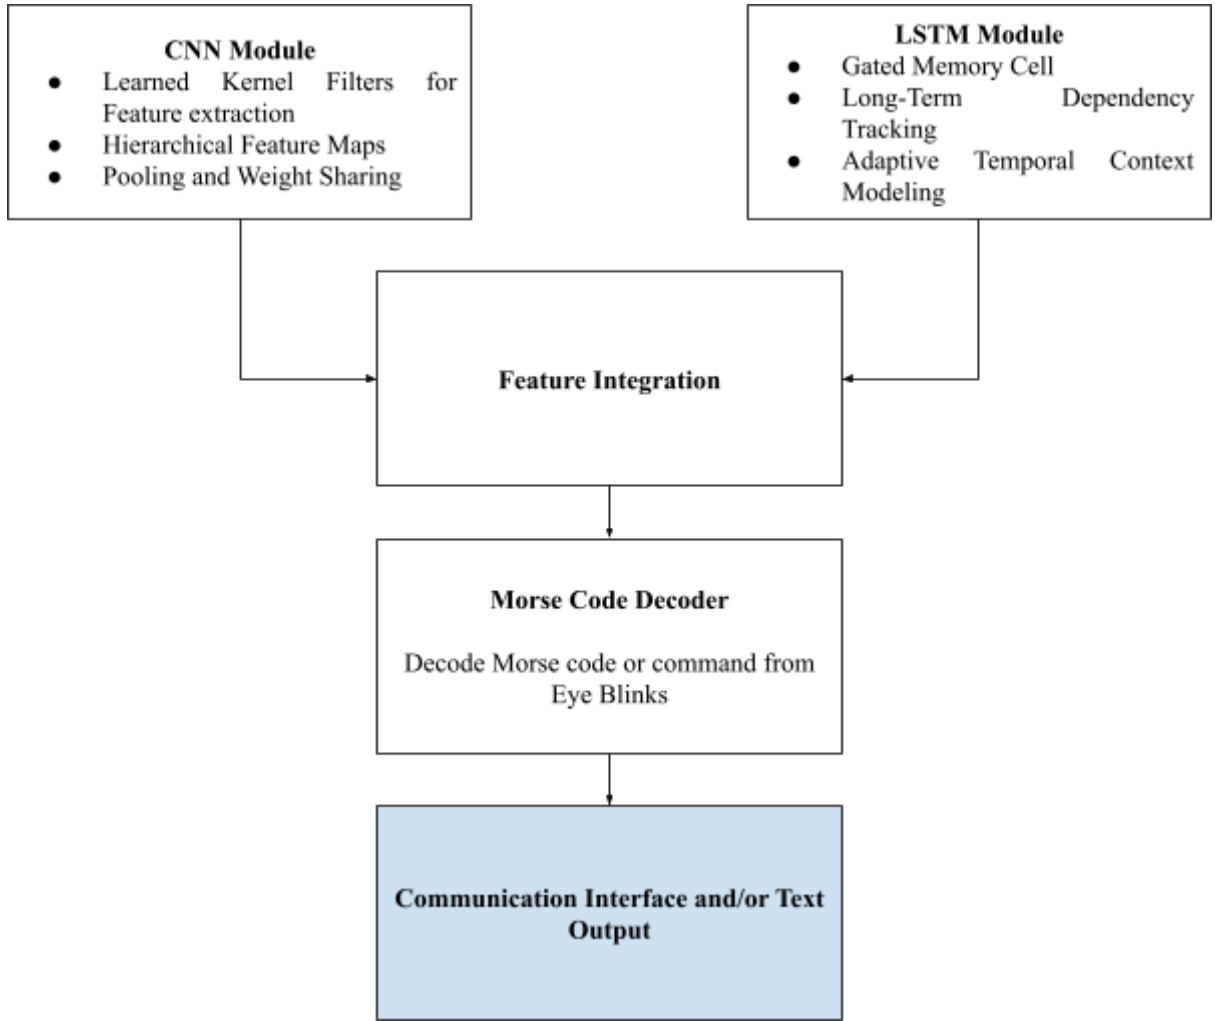 CNN Module
● Learned Kernel Filters for
Feature extraction
● Hierarchical Feature Maps
● Pooling and Weight Sharing
LSTM Module
● Gated Memory Cell
● Long-Term Dependency
Tracking
● Adaptive Temporal Context
Modeling
Feature Integration
Morse Code Decoder
Decode Morse code or command from
Eye Blinks
Communication Interface and/or Text
Output